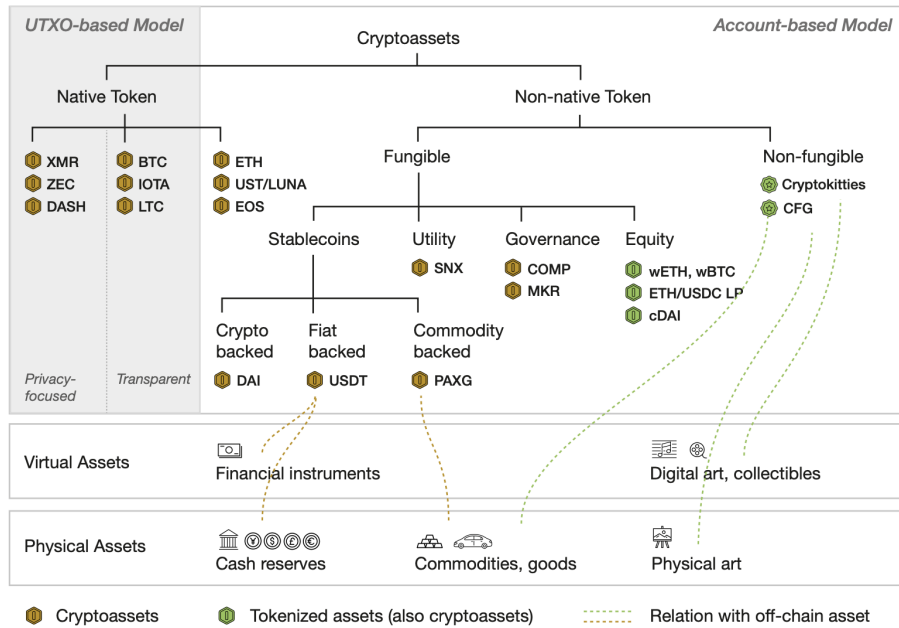 UTXO-based Model
Account-based Model
Cryptoassets
Native Token
Non-native Token
XMR
ZEC
DASH
BTC
IOTA
LTC
ETH
UST/LUNA
EOS
Fungible
Non-fungible
Cryptokitties
CFG
Stablecoins
Utility
Governance
Equity
SNX
COMP
MKR
wETH, wBTC
ETH/USDC LP
cDAI
Crypto
backed
Fiat
backed
Commodity
backed
DAI
USDT
PAXG
Privacy-
focused
Transparent
Virtual Assets
Financial instruments
Digital art, collectibles
Physical Assets
Cash reserves
Commodities, goods
Physical art
Cryptoassets
Tokenized assets (also cryptoassets)
Relation with off-chain asset